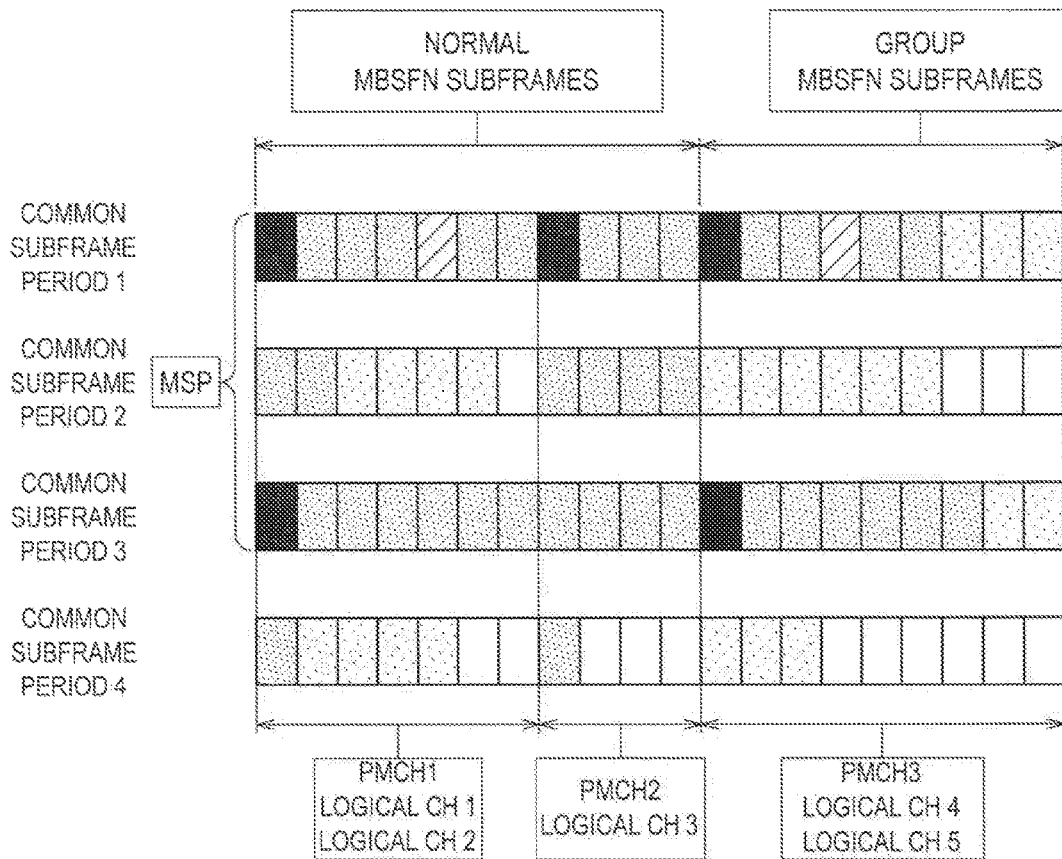 NORMAL
MBSFN SUBFRAMES
GROUP
MBSFN SUBFRAMES
COMMON
SUBFRAME
PERIOD 1
COMMON
SUBFRAME
PERIOD 2
MSP
COMMON
SUBFRAME
PERIOD 3
COMMON
SUBFRAME
PERIOD 4
PMCH1
LOGICAL CH 1
LOGICAL CH 2
PMCH2
LOGICAL CH 3
PMCH3
LOGICAL CH 4
LOGICAL CH 5